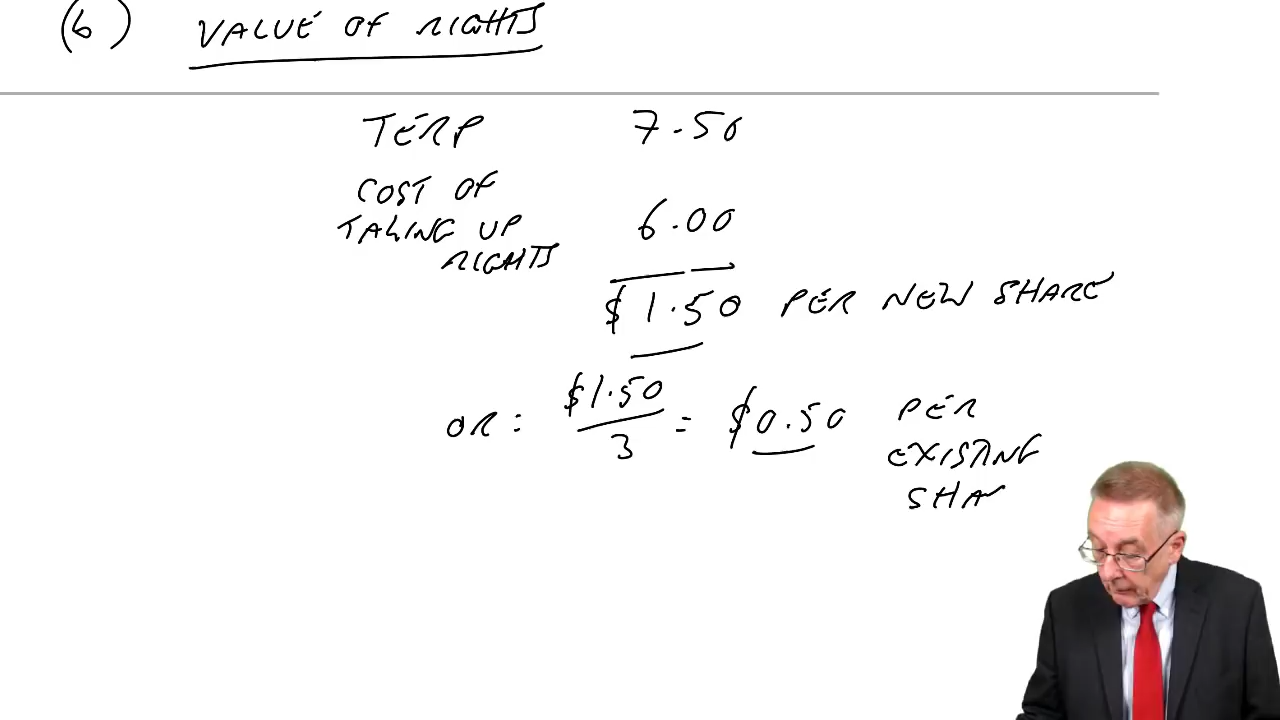 (b) VALUE OF RIGHTS
TERP 7.50
COST OF
TAKING UP 6.00
RIGHTS
$1.50 PER NEW SHARE
OR: $1.50/3 = $0.50 PER
EXISTING
SHA